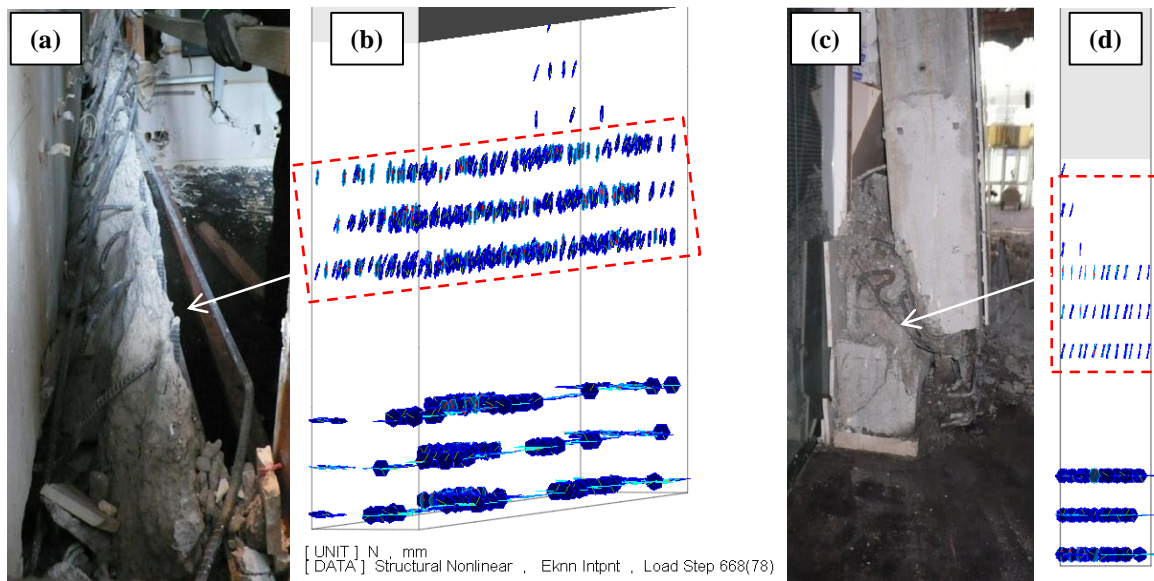 (a)
(b)
(c)
(d)
[ UNIT ] N , mm
[ DATA ] Structural Nonlinear , Eknn Intpnt , Load Step 668(78)